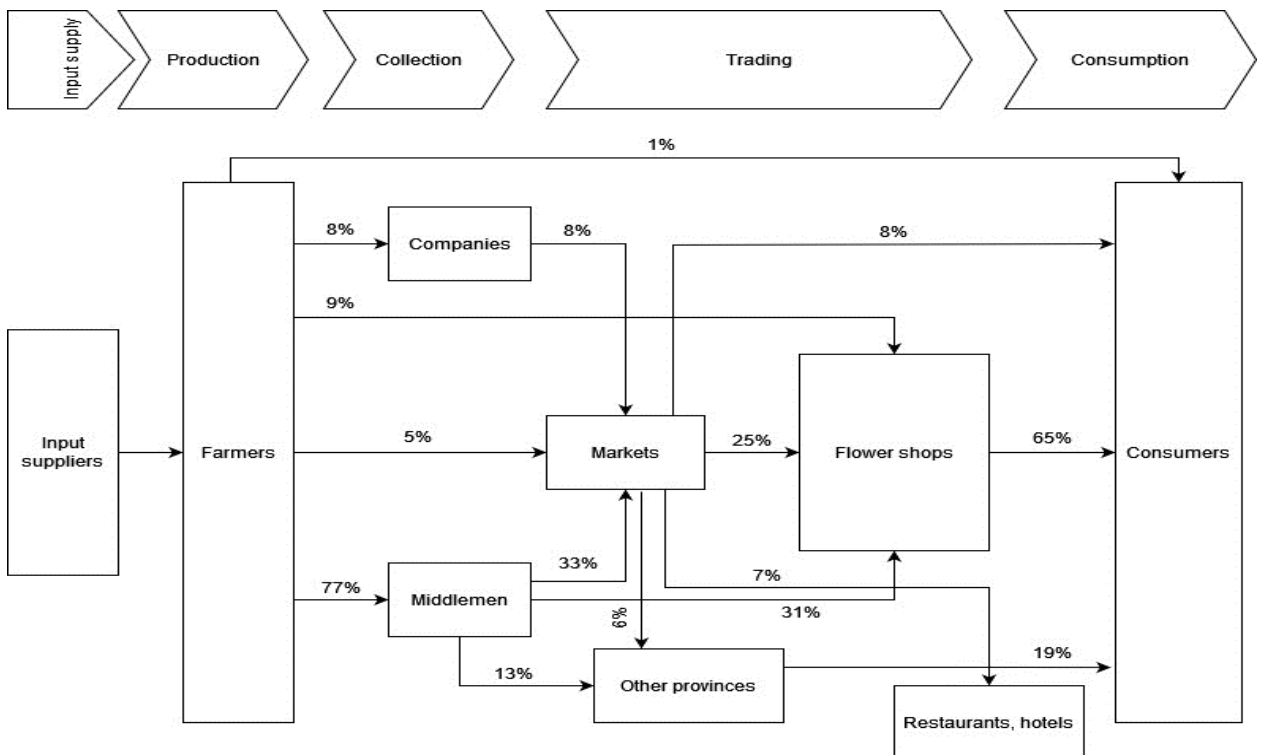 Input supply
Production
Collection
Trading
Consumption
1%
8%
Companies
8%
8%
9%
Input
suppliers
Farmers
5%
Markets
25%
Flower shops
65%
Consumers
77%
Middlemen
33%
31%
7%
6%
13%
Other provinces
19%
Restaurants, hotels